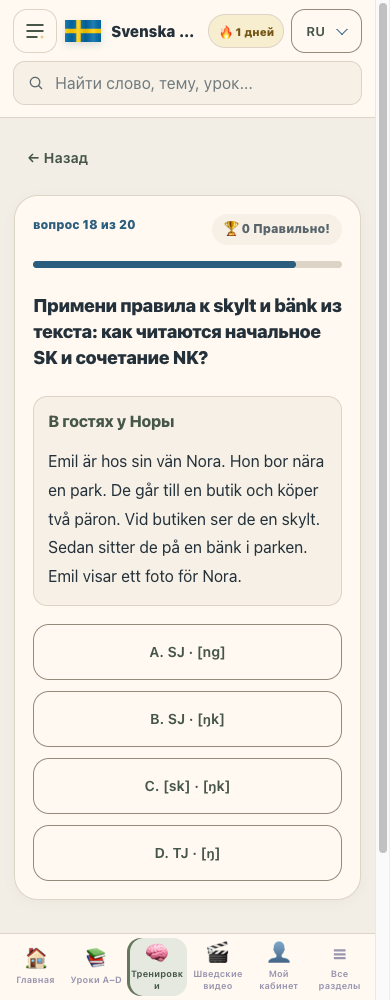 Svenska ...
🔥 1 дней
RU
Найти слово, тему, урок...
← Назад
вопрос 18 из 20
🏆 0 Правильно!
Примени правила к skylt и bänk из
текста: как читаются начальное
SK и сочетание NK?
В гостях у Норы
Emil är hos sin vän Nora. Hon bor nära
en park. De går till en butik och köper
två päron. Vid butiken ser de en skylt.
Sedan sitter de på en bänk i parken.
Emil visar ett foto för Nora.
A. SJ · [ng]
B. SJ · [ŋk]
C. [sk] · [ŋk]
D. TJ · [ŋ]
Главная
Уроки A–D
Тренировк
и
Шведские
видео
Мой
кабинет
Все
разделы